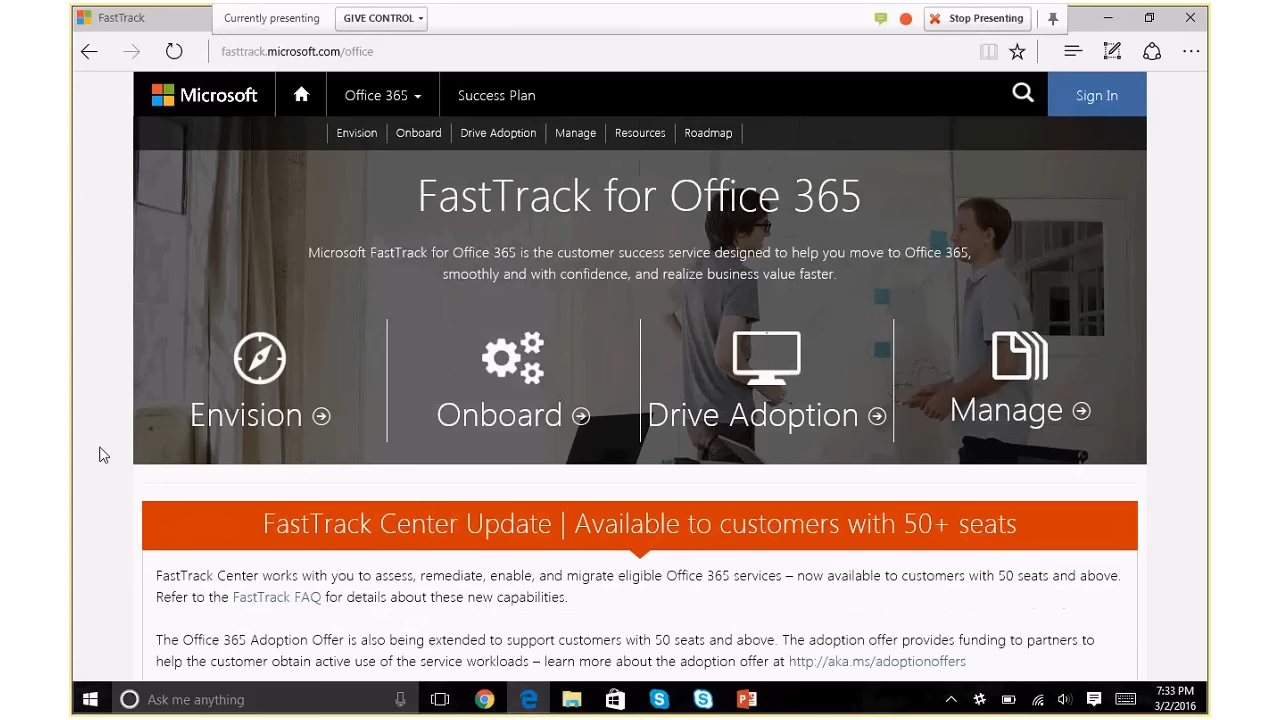 FastTrack
Currently presenting
GIVE CONTROL
Stop Presenting
fasttrack.microsoft.com/office
Microsoft
Office 365
Success Plan
Sign In
Envision
Onboard
Drive Adoption
Manage
Resources
Roadmap
FastTrack for Office 365
Microsoft FastTrack for Office 365 is the customer success service designed to help you move to Office 365,
smoothly and with confidence, and realize business value faster.
Envision
Onboard
Drive Adoption
Manage
FastTrack Center Update | Available to customers with 50+ seats
FastTrack Center works with you to assess, remediate, enable, and migrate eligible Office 365 services – now available to customers with 50 seats and above.
Refer to the FastTrack FAQ for details about these new capabilities.
The Office 365 Adoption Offer is also being extended to support customers with 50 seats and above. The adoption offer provides funding to partners to
help the customer obtain active use of the service workloads – learn more about the adoption offer at http://aka.ms/adoptionoffers
Ask me anything
7:33 PM
3/2/2016